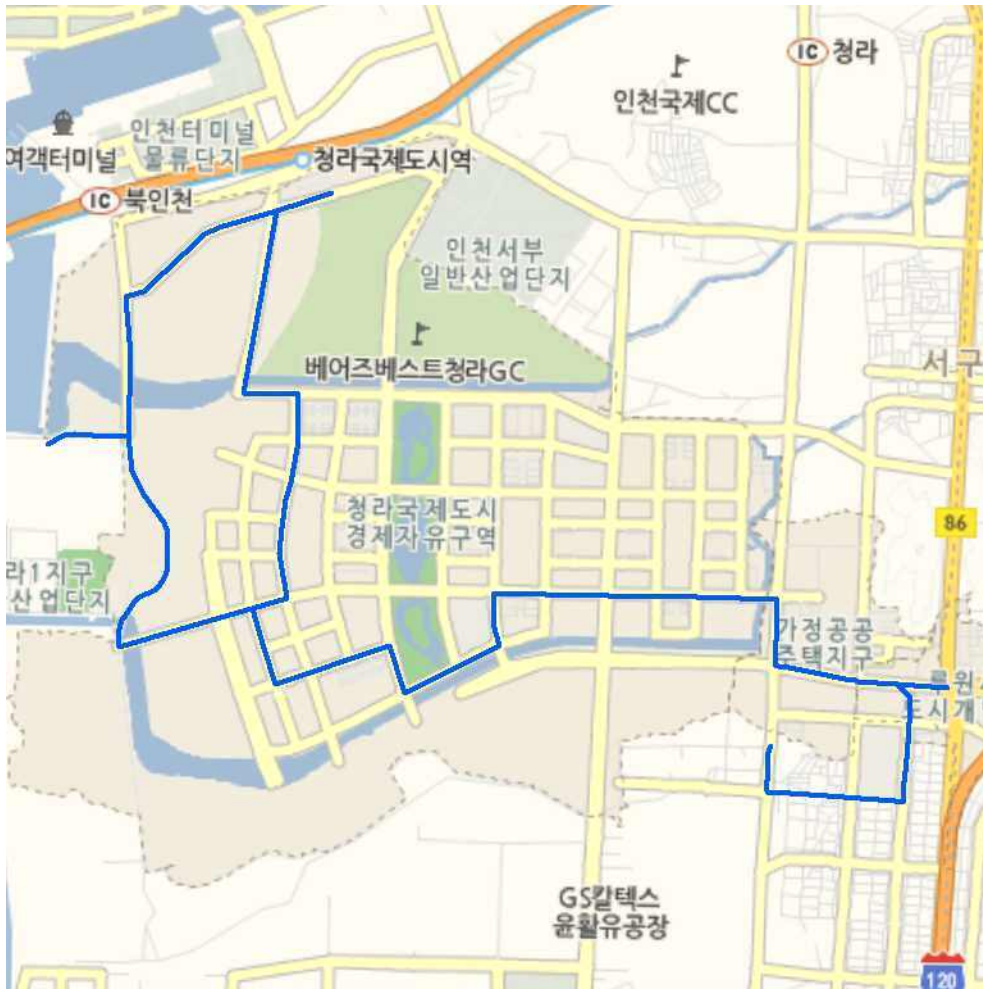 IC 청라
인천국제CC
인천터미널
물류단지
여객터미널
청라국제도시역
IC 북인천
인천서부
일반산업단지
서구
베어즈베스트청라GC
청라국제도시
경제자유구역
86
라1지구
산업단지
가정공공
주택지구
루원
도시개
GS칼텍스
윤활유공장
120